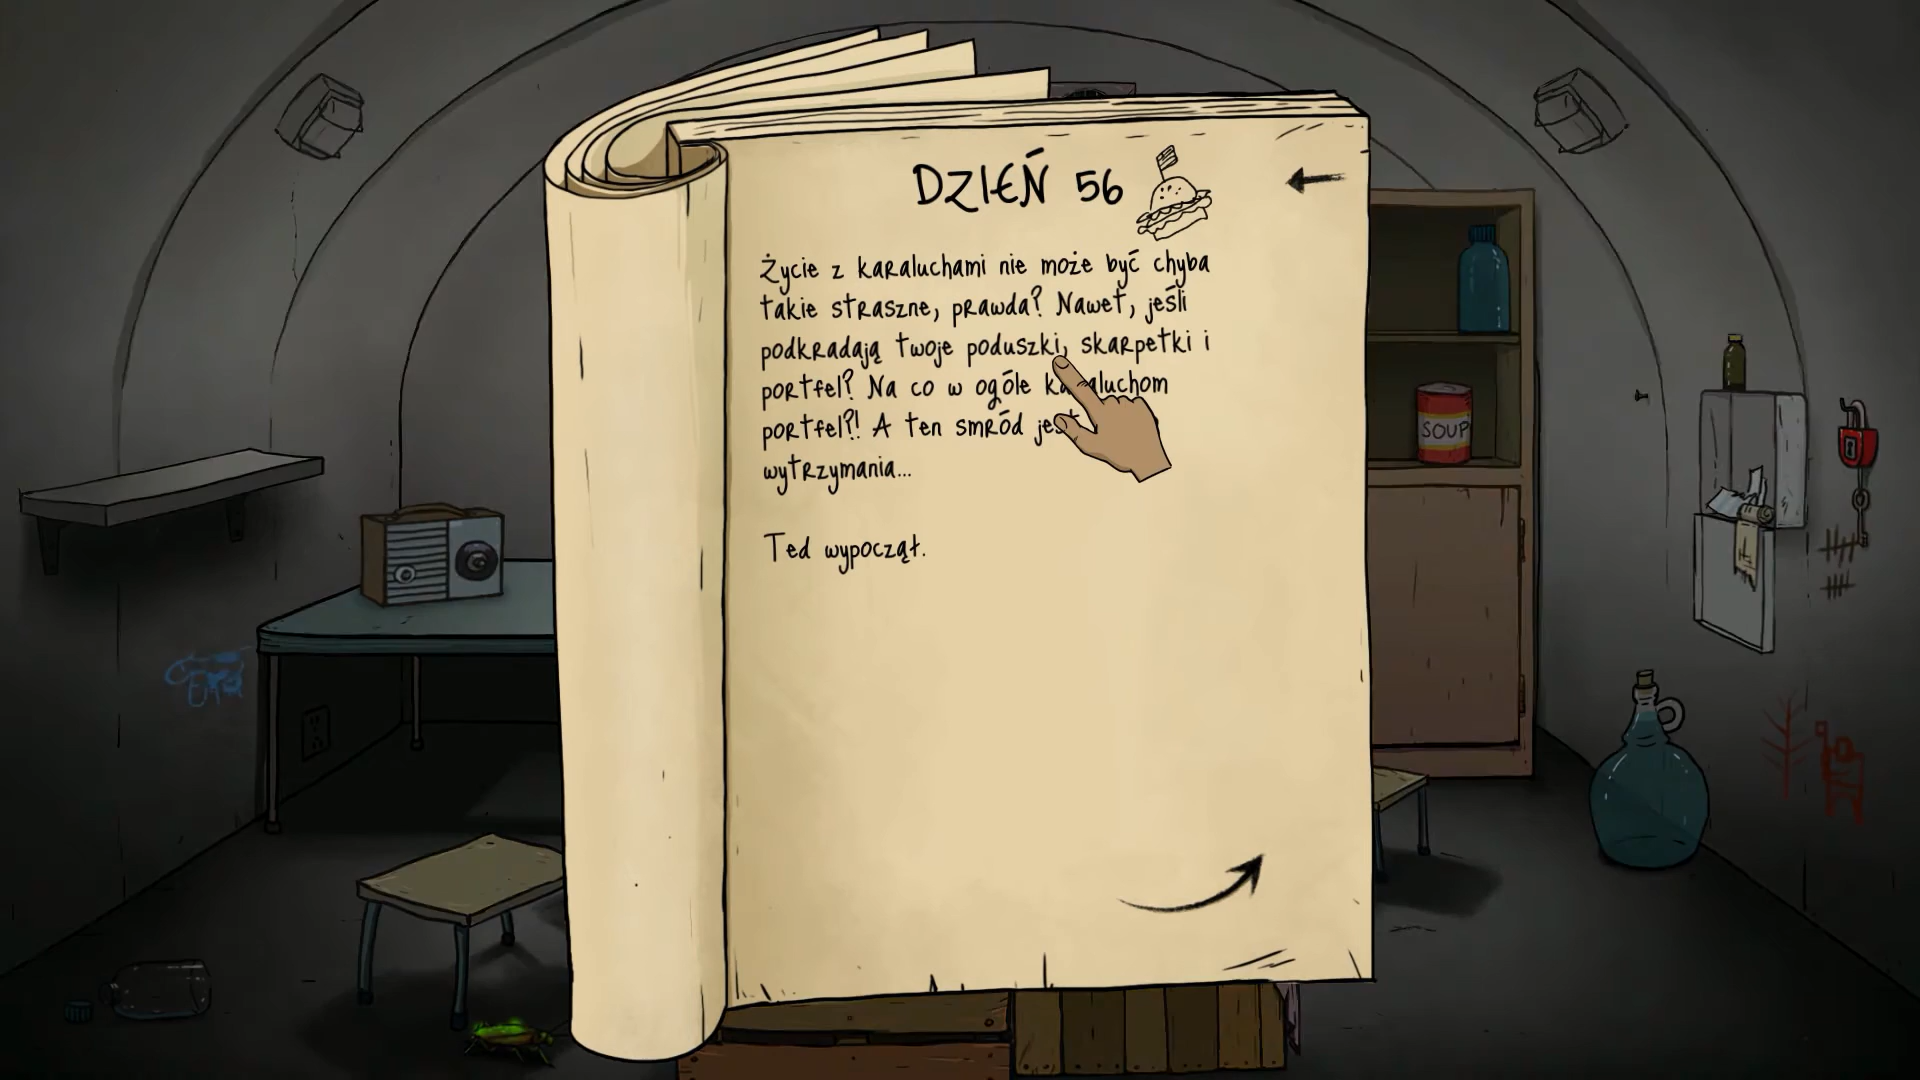 DZIEŃ 56
Życie z karaluchami nie może być chyba
takie straszne, prawda? Nawet, jeśli
podkradają twoje poduszki, skarpetki i
portfel? Na co w ogóle karaluchom
portfel?! A ten smród jest
wytrzymania...
Ted wypoczął.
SOUP